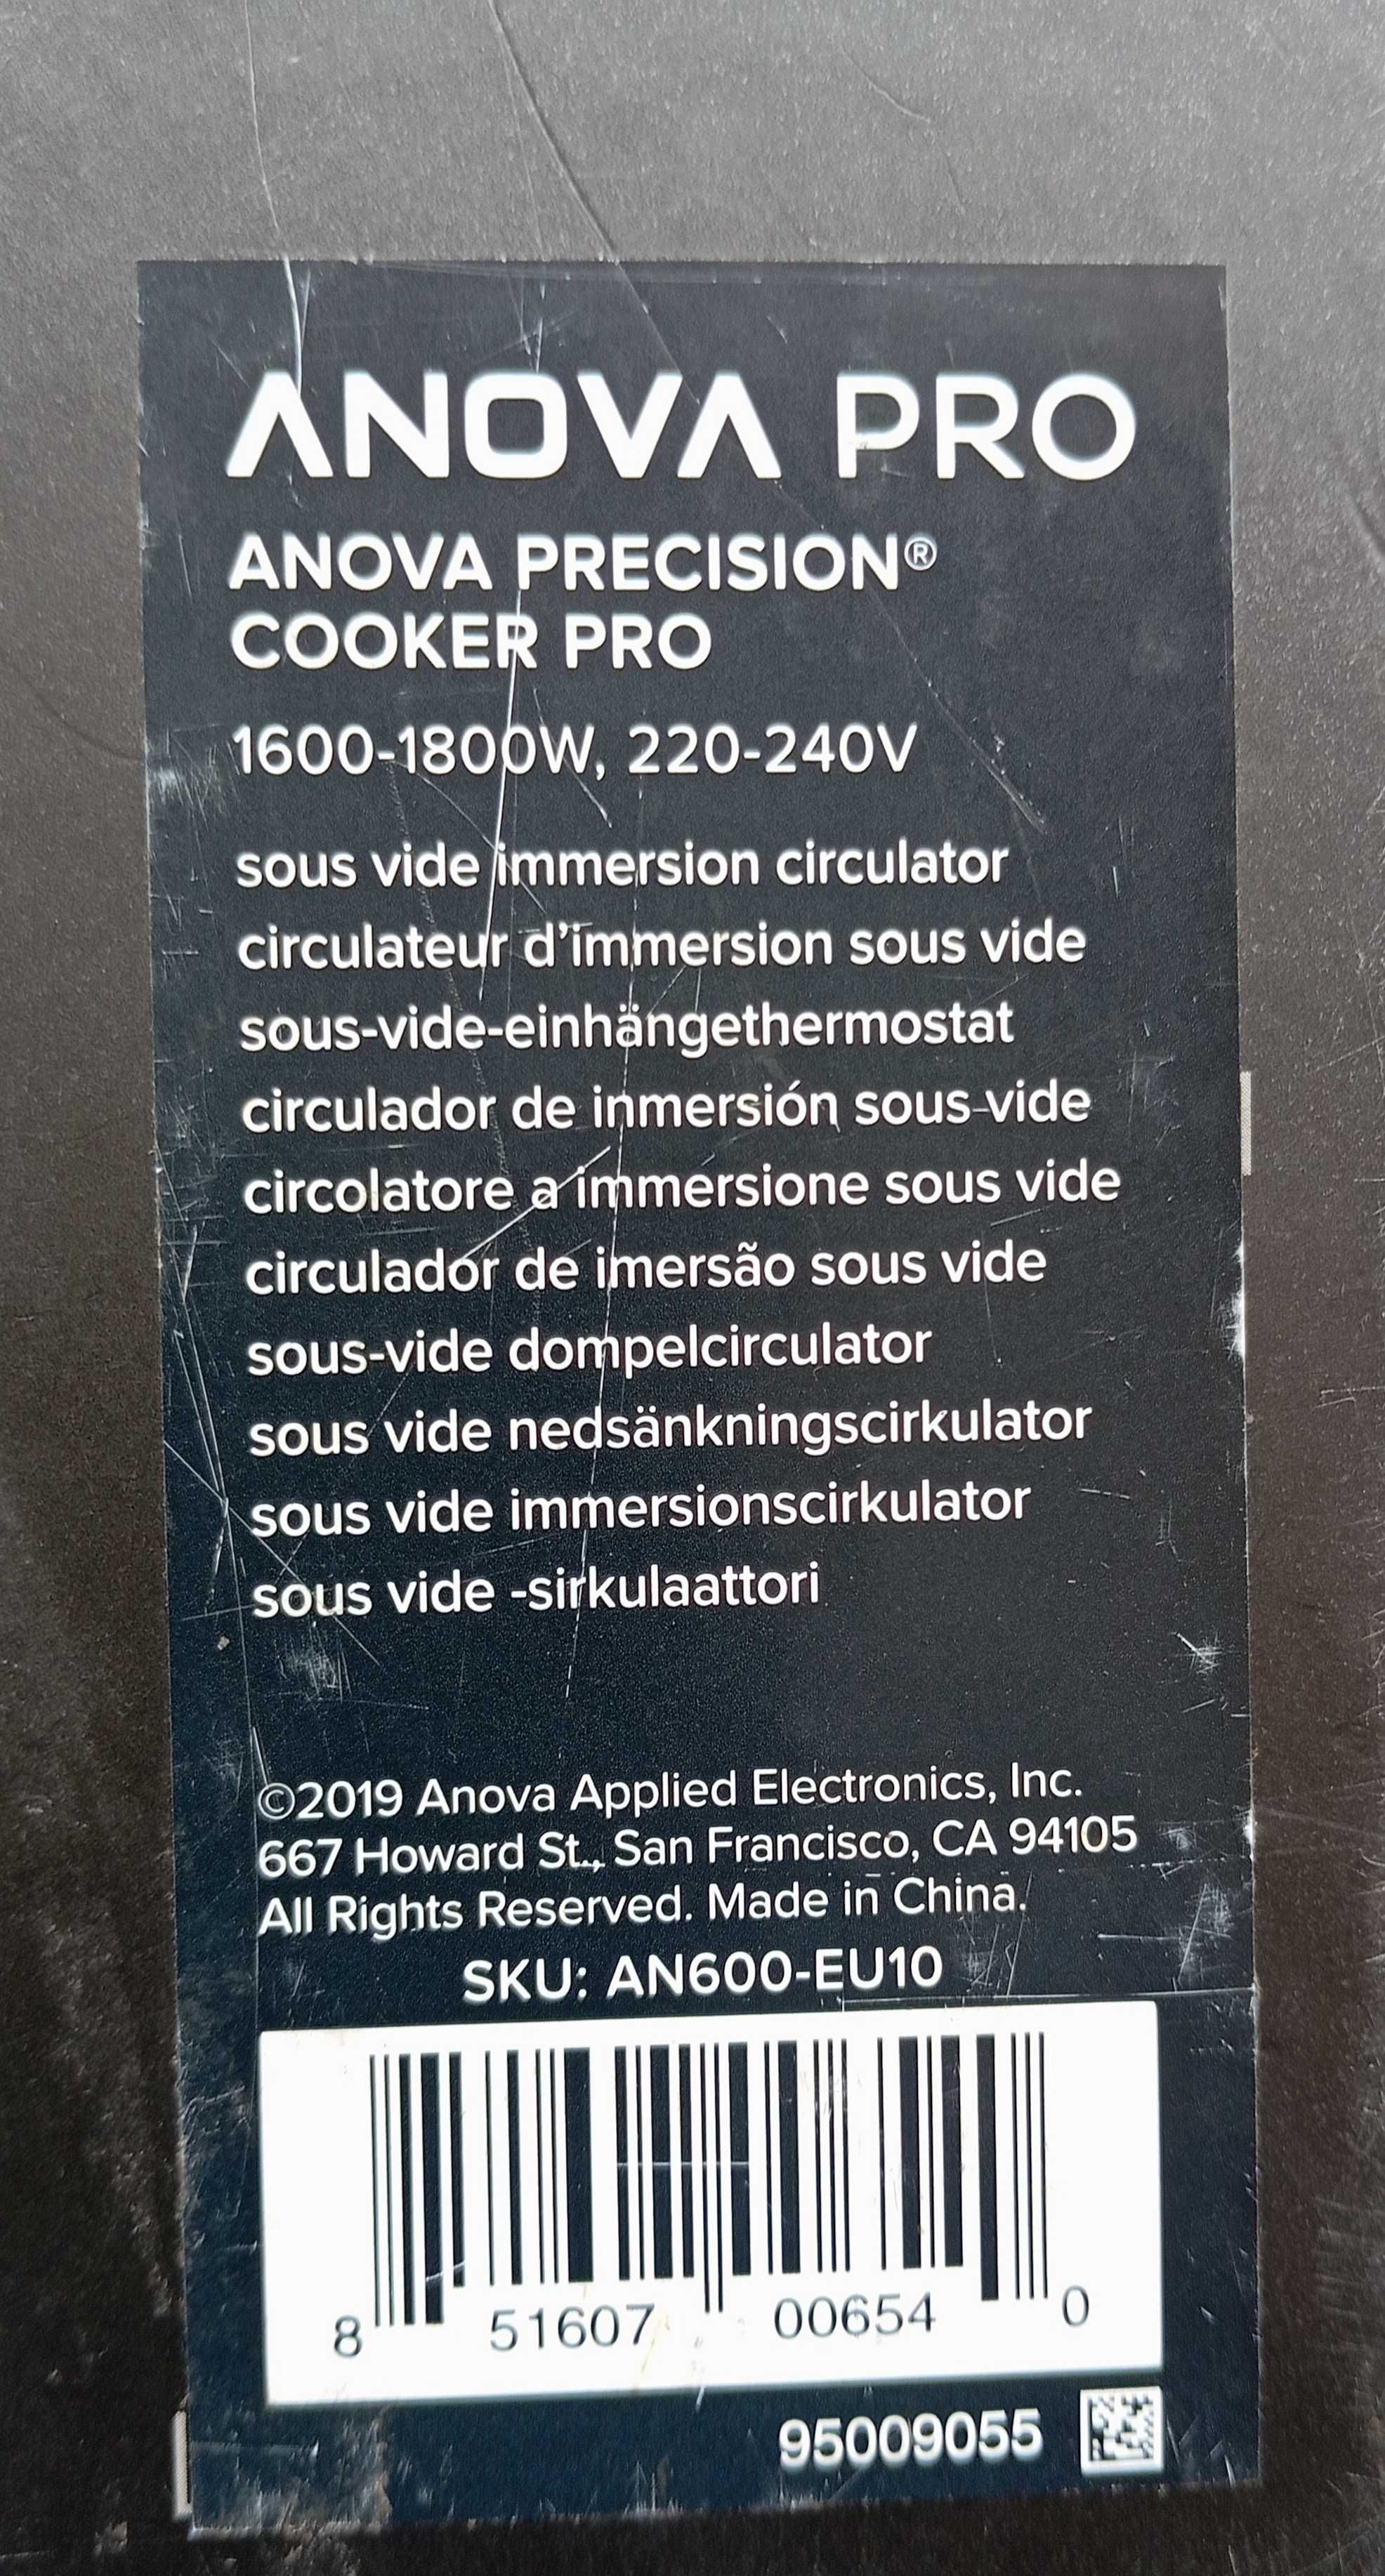 ANOVA PRO
ANOVA PRECISION®
COOKER PRO
1600-1800W, 220-240V
sous vide immersion circulator
circulateur d'immersion sous vide
sous-vide-einhängethermostat
circulador de inmersión sous-vide
circolatore a immersione sous vide
circulador de imersão sous vide
sous-vide dompelcirculator
sous vide nedsänkningscirkulator
sous vide immersionscirkulator
sous vide -sirkulaattori
©2019 Anova Applied Electronics, Inc.
667 Howard St., San Francisco, CA 94105
All Rights Reserved. Made in China.
SKU: AN600-EU10
8 51607 00654 0
95009055